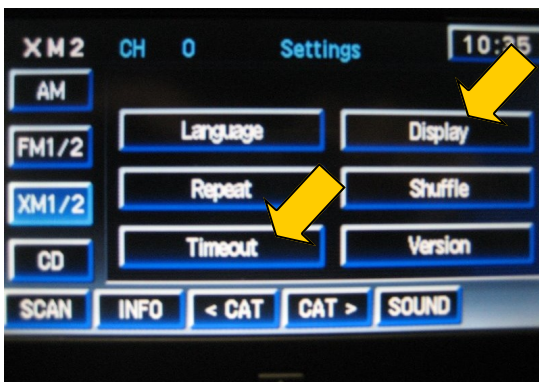 XM2 CH 0 Settings 10:25
AM
Language Display
FM1/2
Repeat Shuffle
XM1/2
Timeout Version
CD
SCAN INFO < CAT CAT > SOUND